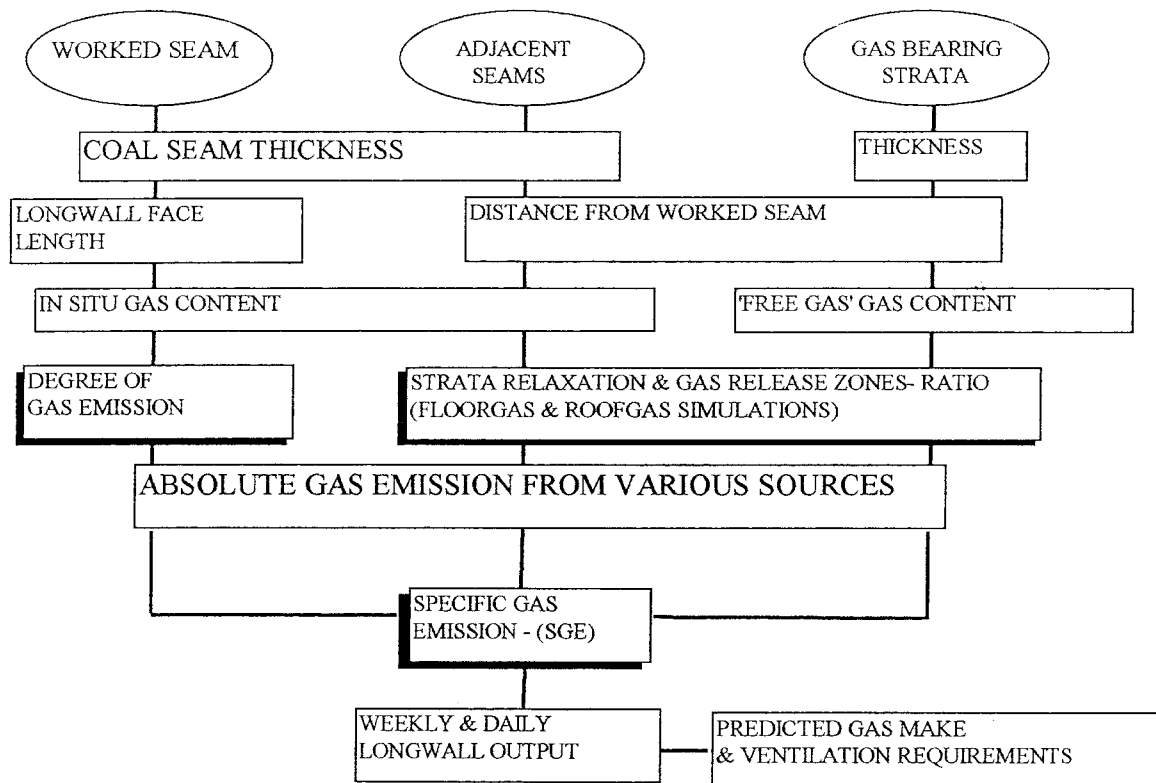 WORKED SEAM
ADJACENT
SEAMS
GAS BEARING
STRATA
COAL SEAM THICKNESS
THICKNESS
LONGWALL FACE
LENGTH
DISTANCE FROM WORKED SEAM
IN SITU GAS CONTENT
'FREE GAS' GAS CONTENT
DEGREE OF
GAS EMISSION
STRATA RELAXATION & GAS RELEASE ZONES- RATIO
(FLOORGAS & ROOFGAS SIMULATIONS)
ABSOLUTE GAS EMISSION FROM VARIOUS SOURCES
SPECIFIC GAS
EMISSION - (SGE)
WEEKLY & DAILY
LONGWALL OUTPUT
PREDICTED GAS MAKE
& VENTILATION REQUIREMENTS